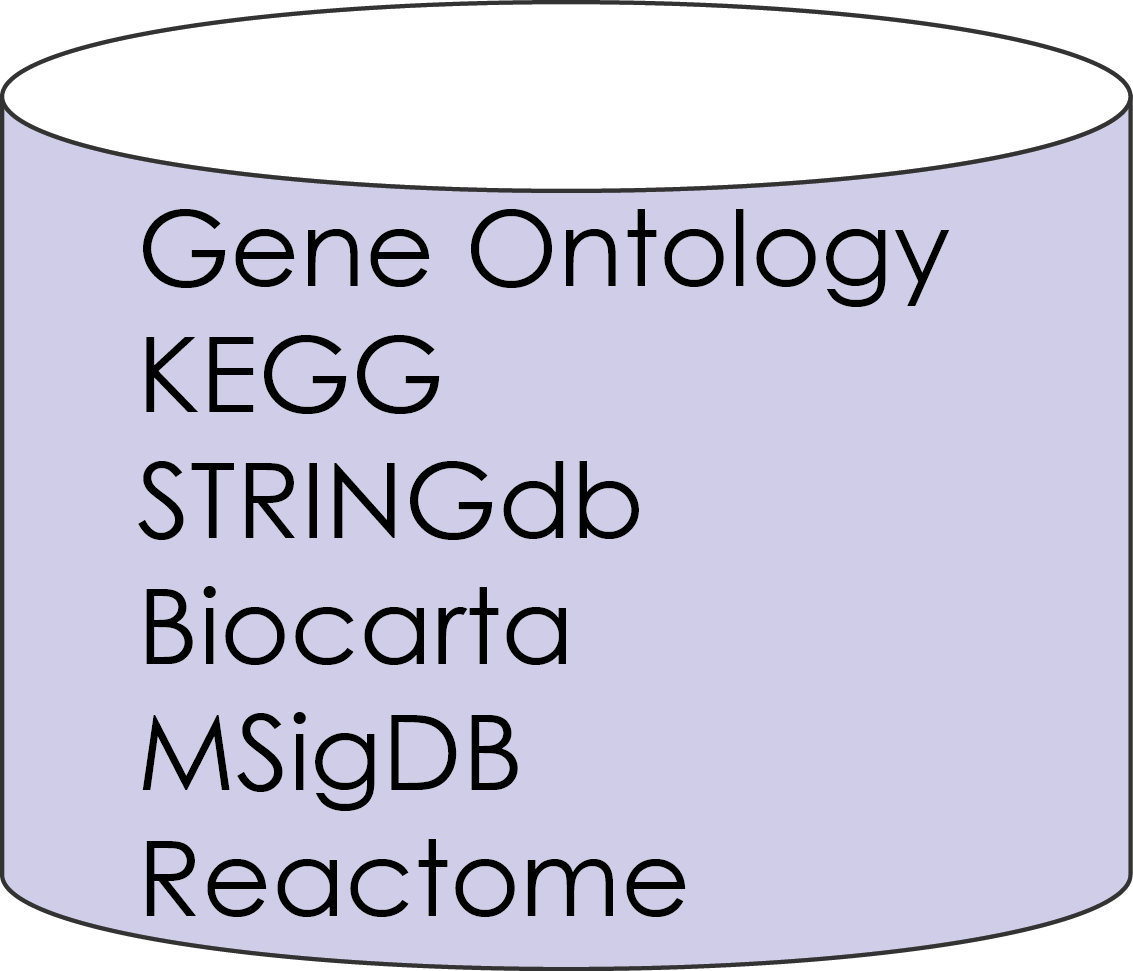 Gene Ontology
KEGG
STRINGdb
Biocarta
MSigDB
Reactome